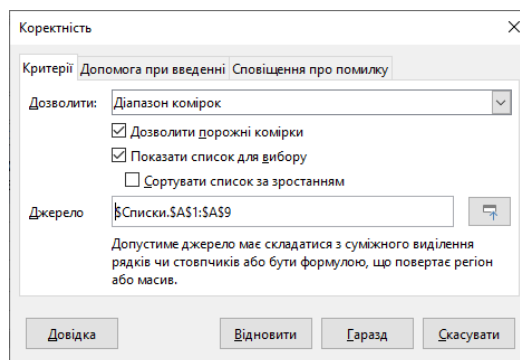 Коректність
Критерії Допомога при введенні Сповіщення про помилку
Дозволити: Діапазон комірок
Дозволити порожні комірки
Показати список для вибору
Сортувати список за зростанням
Джерело $Списки.$A$1:$A$9
Допустиме джерело має складатися з суміжного виділення
рядків чи стовпчиків або бути формулою, що повертає регіон
або масив.
Довідка Відновити Гаразд Скасувати